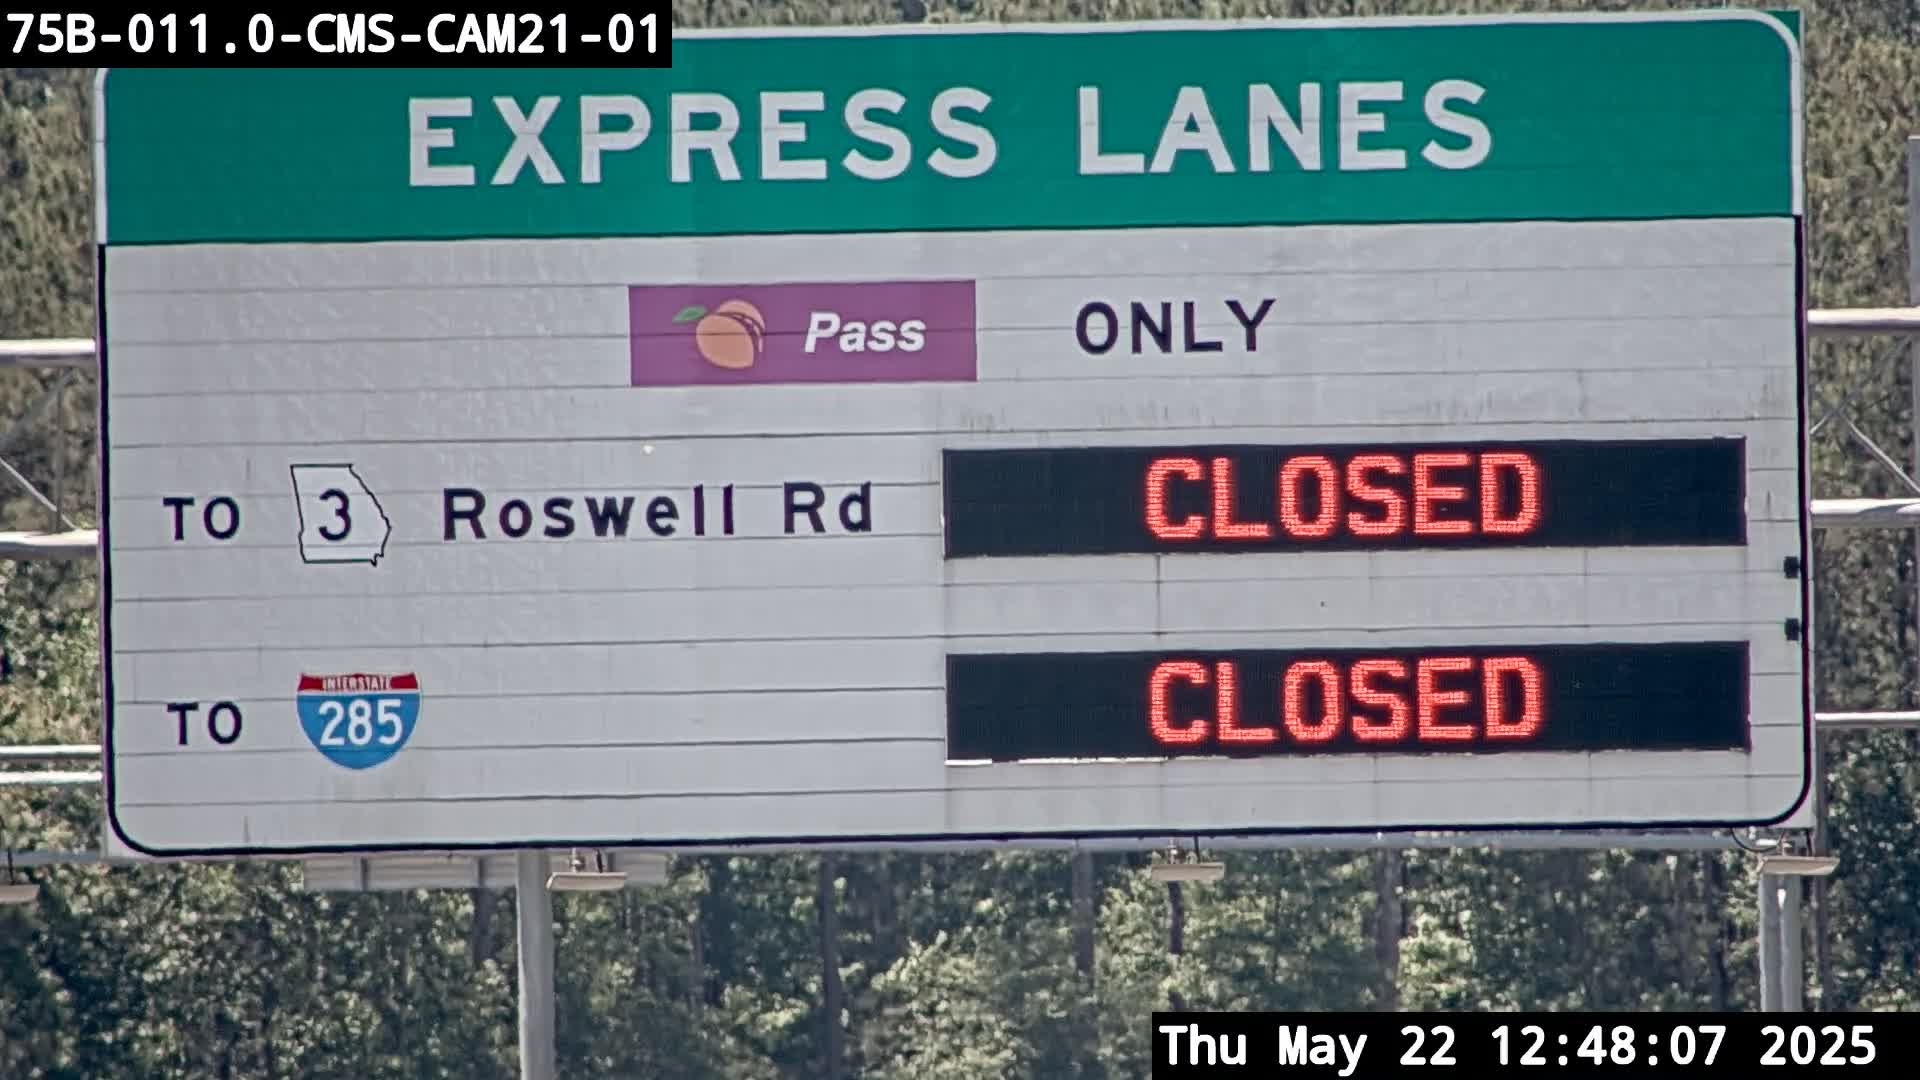 75B-011.0-CMS-CAM21-01
EXPRESS LANES
Pass ONLY
TO 3 Roswell Rd CLOSED
TO INTERSTATE 285 CLOSED
Thu May 22 12:48:07 2025